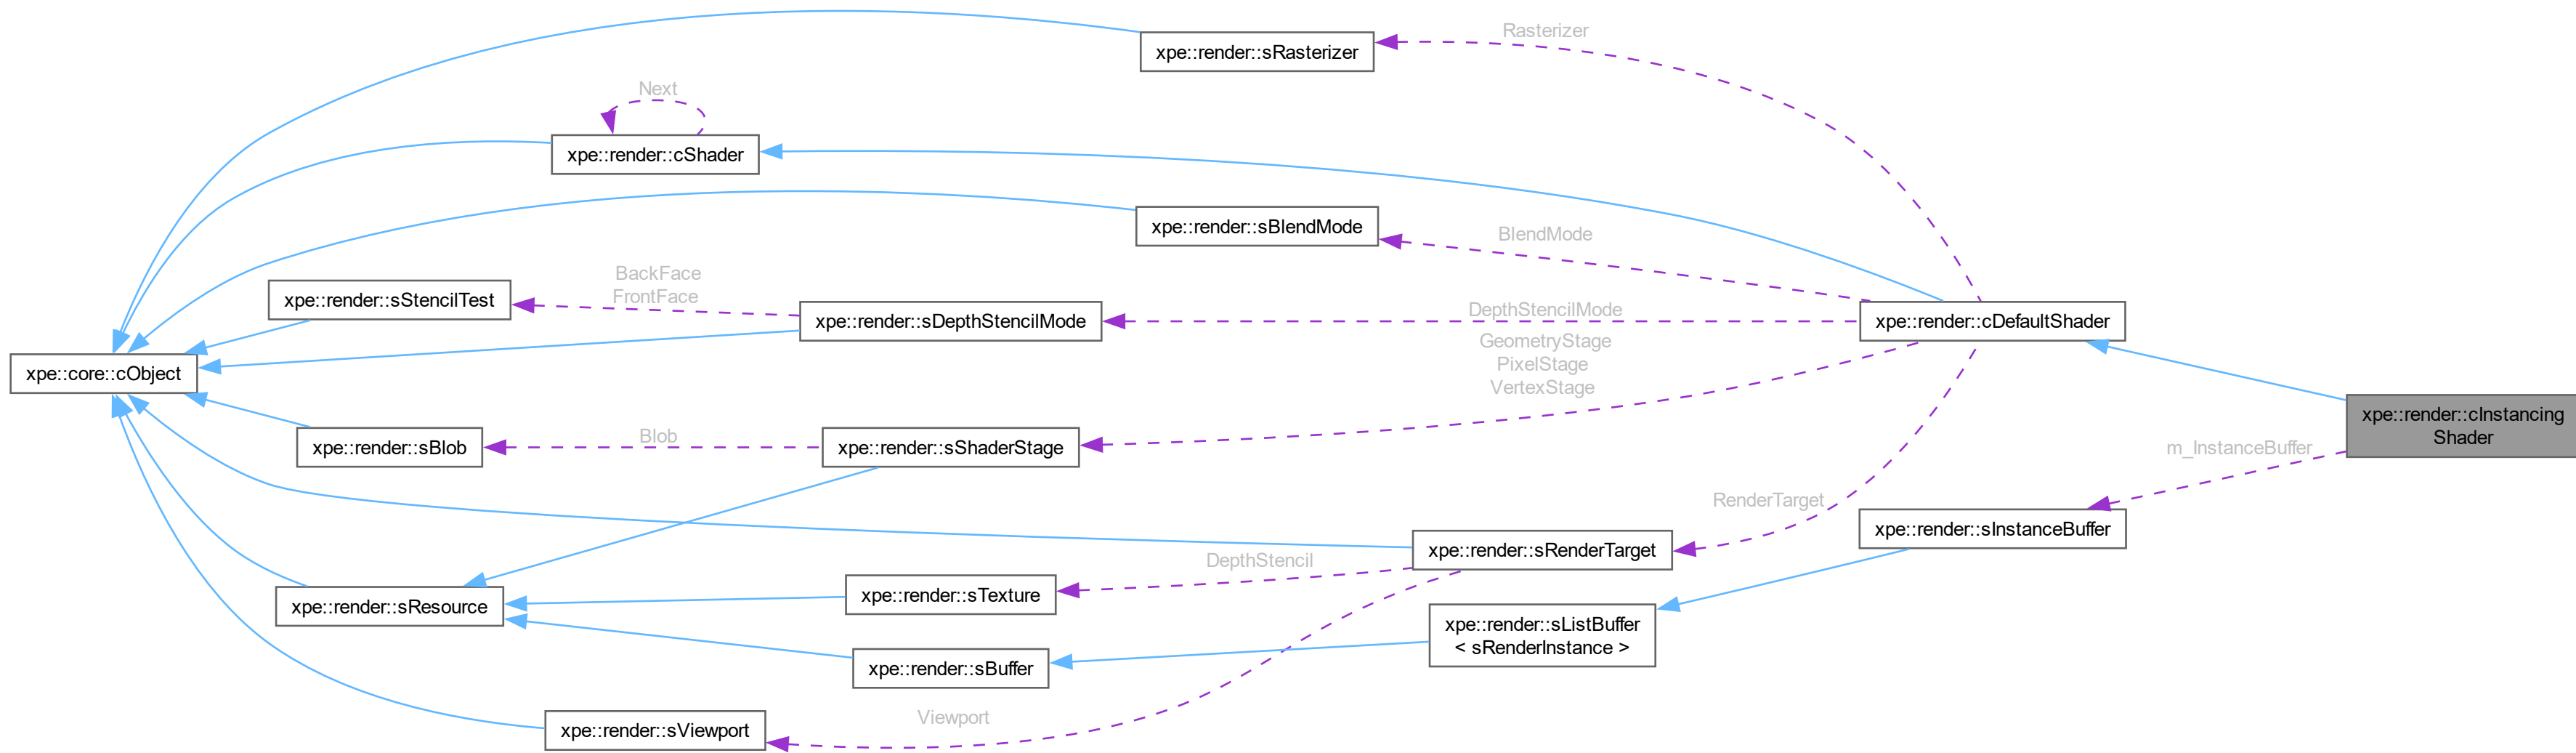 Rasterizer
xpe::render::sRasterizer
Next
xpe::render::cShader
xpe::render::sBlendMode
BlendMode
BackFace
FrontFace
xpe::render::sStencilTest
xpe::render::sDepthStencilMode
DepthStencilMode
xpe::render::cDefaultShader
GeometryStage
PixelStage
VertexStage
xpe::core::cObject
xpe::render::cInstancing
Shader
xpe::render::sBlob
Blob
xpe::render::sShaderStage
m_InstanceBuffer
RenderTarget
xpe::render::sInstanceBuffer
xpe::render::sRenderTarget
DepthStencil
xpe::render::sResource
xpe::render::sTexture
xpe::render::sListBuffer
< sRenderInstance >
xpe::render::sBuffer
Viewport
xpe::render::sViewport